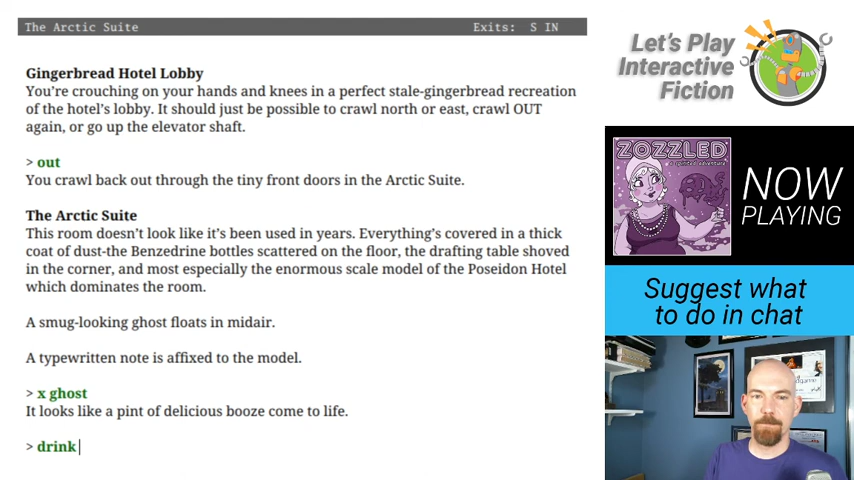 The Arctic Suite Exits: S IN
Gingerbread Hotel Lobby
You're crouching on your hands and knees in a perfect stale-gingerbread recreation
of the hotel's lobby. It should just be possible to crawl north or east, crawl OUT
again, or go up the elevator shaft.
> out
You crawl back out through the tiny front doors in the Arctic Suite.
The Arctic Suite
This room doesn't look like it's been used in years. Everything's covered in a thick
coat of dust-the Benzedrine bottles scattered on the floor, the drafting table shoved
in the corner, and most especially the enormous scale model of the Poseidon Hotel
which dominates the room.
A smug-looking ghost floats in midair.
A typewritten note is affixed to the model.
> x ghost
It looks like a pint of delicious booze come to life.
> drink
Let's Play
Interactive
Fiction
ZOZZLED
NOW
PLAYING
Suggest what
to do in chat